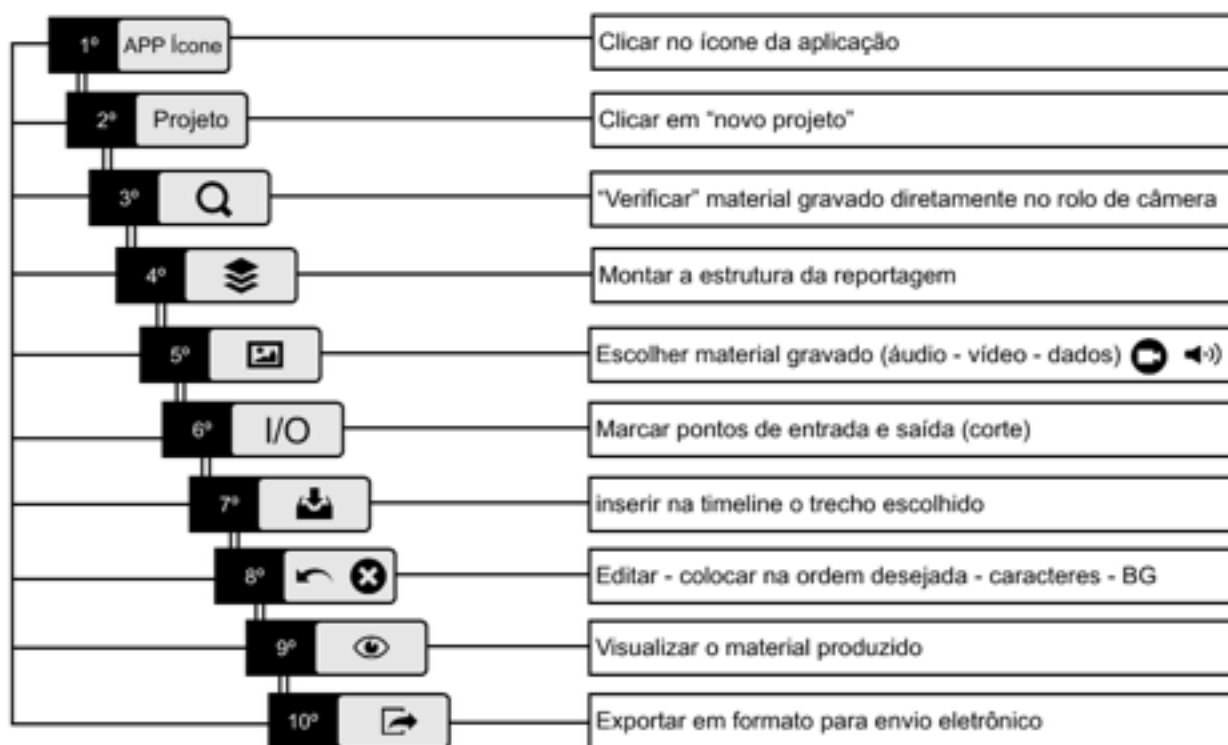 1º APP Ícone Clicar no ícone da aplicação
2º Projeto Clicar em “novo projeto”
3º “Verificar” material gravado diretamente no rolo de câmera
4º Montar a estrutura da reportagem
5º Escolher material gravado (áudio - vídeo - dados)
6º I/O Marcar pontos de entrada e saída (corte)
7º inserir na timeline o trecho escolhido
8º Editar - colocar na ordem desejada - caracteres - BG
9º Visualizar o material produzido
10º Exportar em formato para envio eletrônico